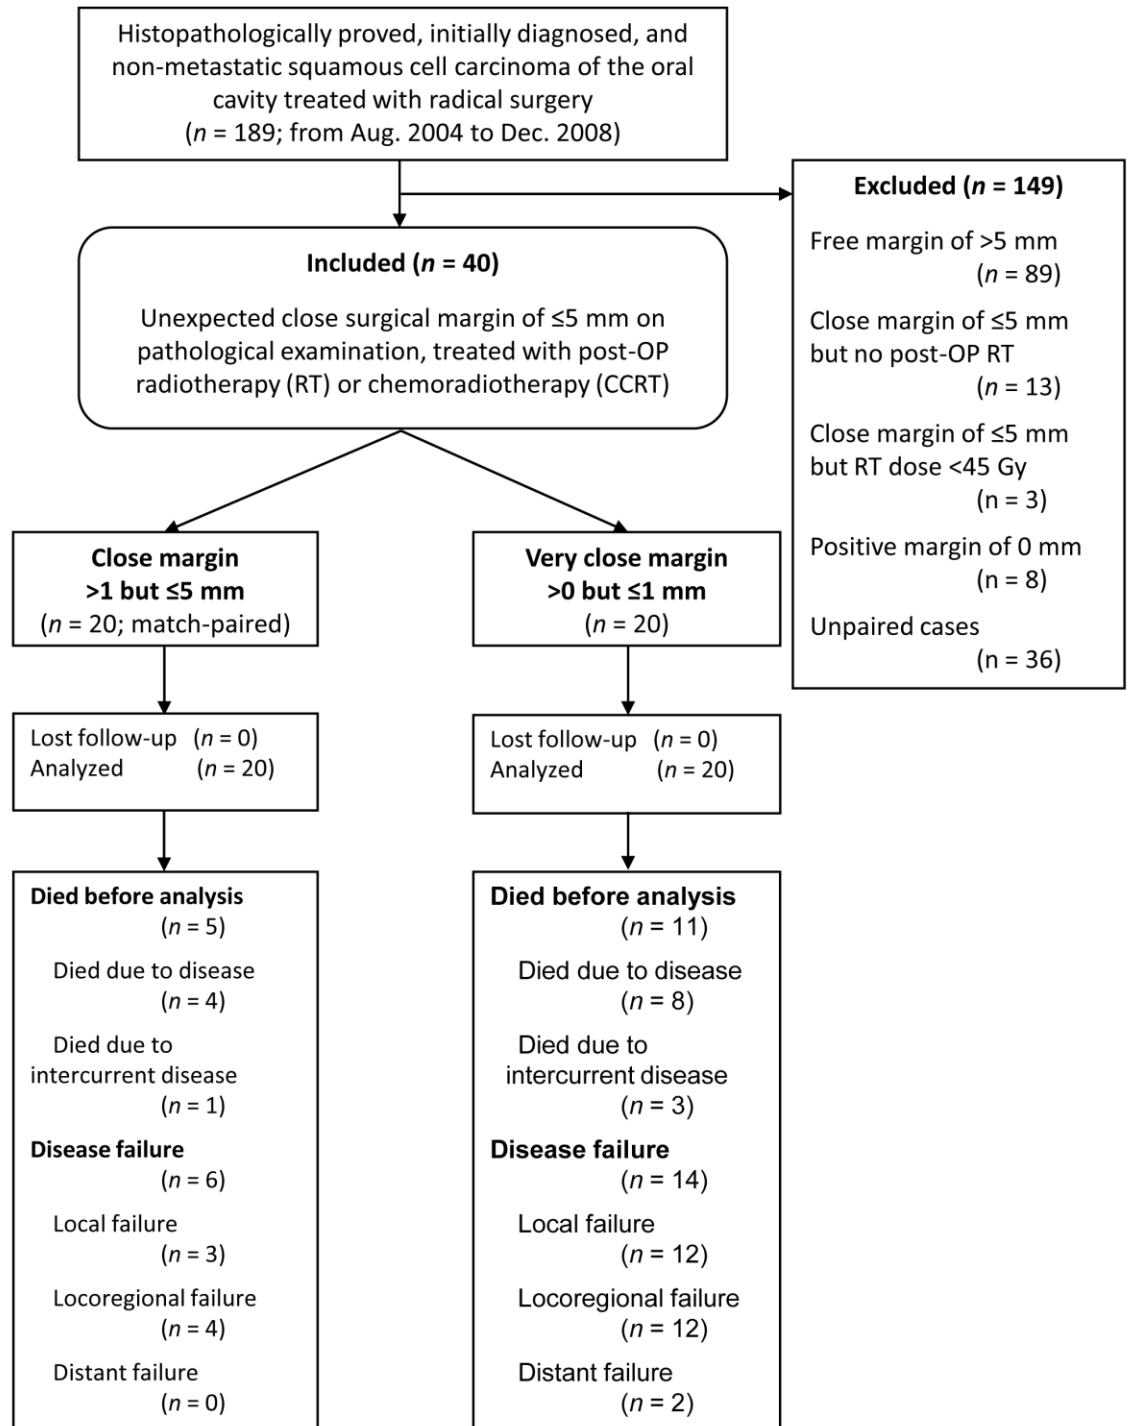 Histopathologically proved, initially diagnosed, and
non-metastatic squamous cell carcinoma of the oral
cavity treated with radical surgery
(n = 189; from Aug. 2004 to Dec. 2008)
Excluded (n = 149)
Free margin of >5 mm
(n = 89)
Close margin of ≤5 mm
but no post-OP RT
(n = 13)
Close margin of ≤5 mm
but RT dose <45 Gy
(n = 3)
Positive margin of 0 mm
(n = 8)
Unpaired cases
(n = 36)
Included (n = 40)
Unexpected close surgical margin of ≤5 mm on
pathological examination, treated with post-OP
radiotherapy (RT) or chemoradiotherapy (CCRT)
Close margin
>1 but ≤5 mm
(n = 20; match-paired)
Lost follow-up (n = 0)
Analyzed (n = 20)
Died before analysis
(n = 5)
Died due to disease
(n = 4)
Died due to
intercurrent disease
(n = 1)
Disease failure
(n = 6)
Local failure
(n = 3)
Locoregional failure
(n = 4)
Distant failure
(n = 0)
Very close margin
>0 but ≤1 mm
(n = 20)
Lost follow-up (n = 0)
Analyzed (n = 20)
Died before analysis
(n = 11)
Died due to disease
(n = 8)
Died due to
intercurrent disease
(n = 3)
Disease failure
(n = 14)
Local failure
(n = 12)
Locoregional failure
(n = 12)
Distant failure
(n = 2)